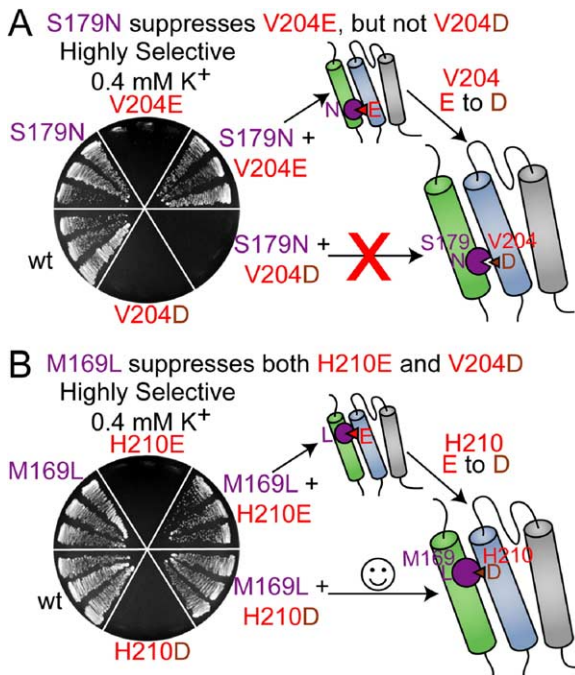 A S179N suppresses V204E, but not V204D
Highly Selective
0.4 mM K+
V204E
S179N
S179N +
V204E
wt
S179N +
V204D
V204D
N E
V204
E to D
X
S179 V204
N D
B M169L suppresses both H210E and V204D
Highly Selective
0.4 mM K+
H210E
M169L
M169L +
H210E
wt
M169L +
H210D
H210D
L E
H210
E to D
M169 H210
L D